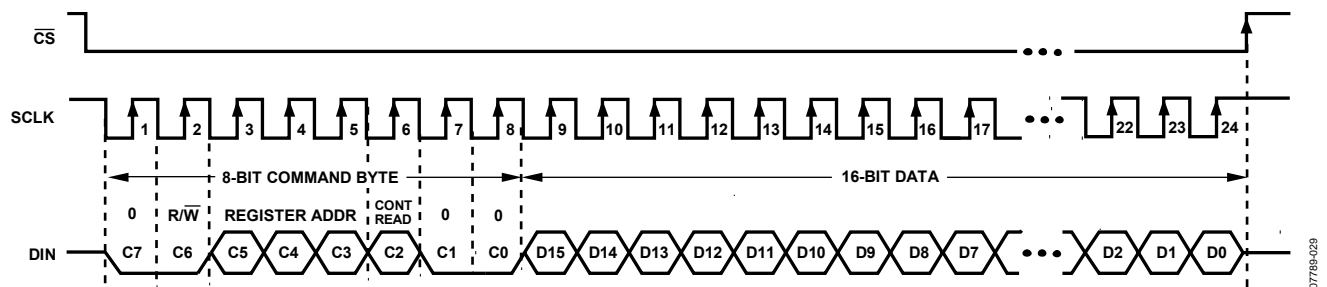 CS
SCLK
1 2 3 4 5 6 7 8 9 10 11 12 13 14 15 16 17 22 23 24
8-BIT COMMAND BYTE 16-BIT DATA
0 R/W REGISTER ADDR CONT READ 0 0
DIN C7 C6 C5 C4 C3 C2 C1 C0 D15 D14 D13 D12 D11 D10 D9 D8 D7 D2 D1 D0
07789-029